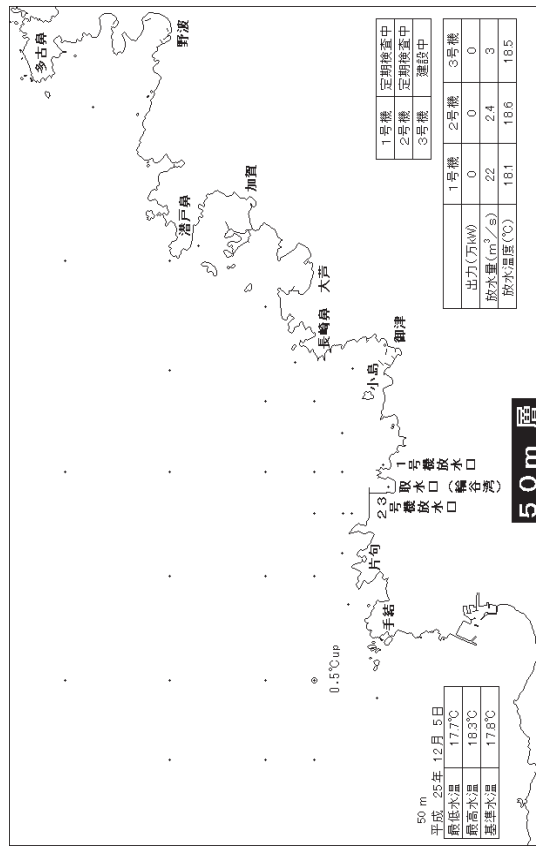 50 m
平成 25年 12月 5日
最低水温 17.7℃
最高水温 18.3℃
基準水温 17.8℃
0.5℃up
手結
片句
2
3
号機放水口
取水口(輪谷湾)
1号機放水口
小島
御津
長崎鼻
大芦
加賀
潜戸鼻
野波
多古鼻
50m 層
1号機 定期検査中
2号機 定期検査中
3号機 建設中
1号機 2号機 3号機
出力(万kW) 0 0 0
放水量(m³/s) 22 2.4 3
放水温度(℃) 18.1 18.6 18.5